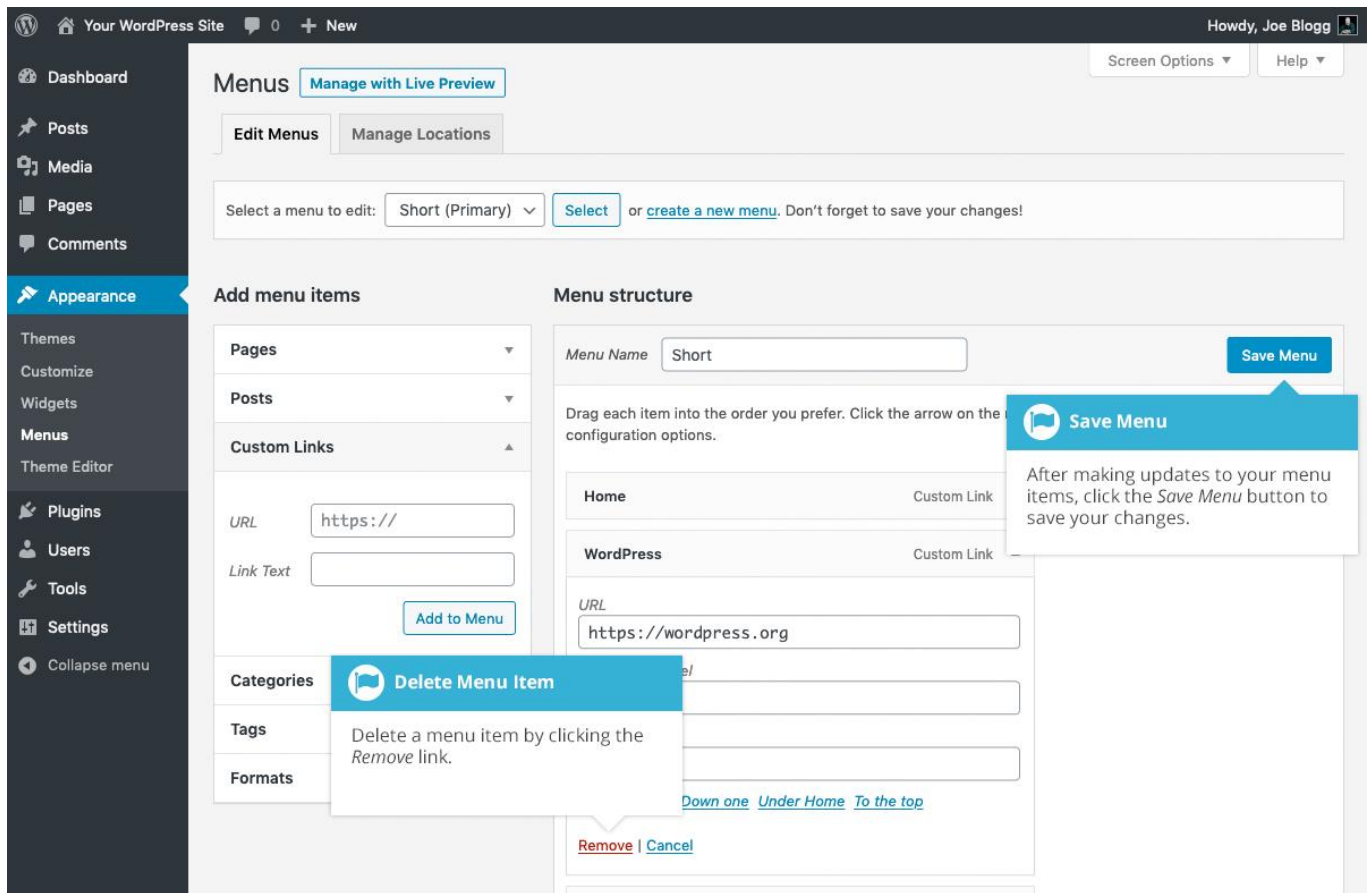 Your WordPress Site 0 New Howdy, Joe Blogg
Dashboard
Posts
Media
Pages
Comments
Appearance
Themes
Customize
Widgets
Menus
Theme Editor
Plugins
Users
Tools
Settings
Collapse menu
Screen Options Help
Menus Manage with Live Preview
Edit Menus Manage Locations
Select a menu to edit: Short (Primary) Select or create a new menu. Don't forget to save your changes!
Add menu items
Pages
Posts
Custom Links
URL https://
Link Text
Add to Menu
Categories
Tags
Formats
Menu structure
Menu Name Short Save Menu
Drag each item into the order you prefer. Click the arrow on the
configuration options.
Home Custom Link
WordPress Custom Link
URL
https://wordpress.org
Down one Under Home To the top
Remove | Cancel
Save Menu
After making updates to your menu
items, click the Save Menu button to
save your changes.
Delete Menu Item
Delete a menu item by clicking the
Remove link.